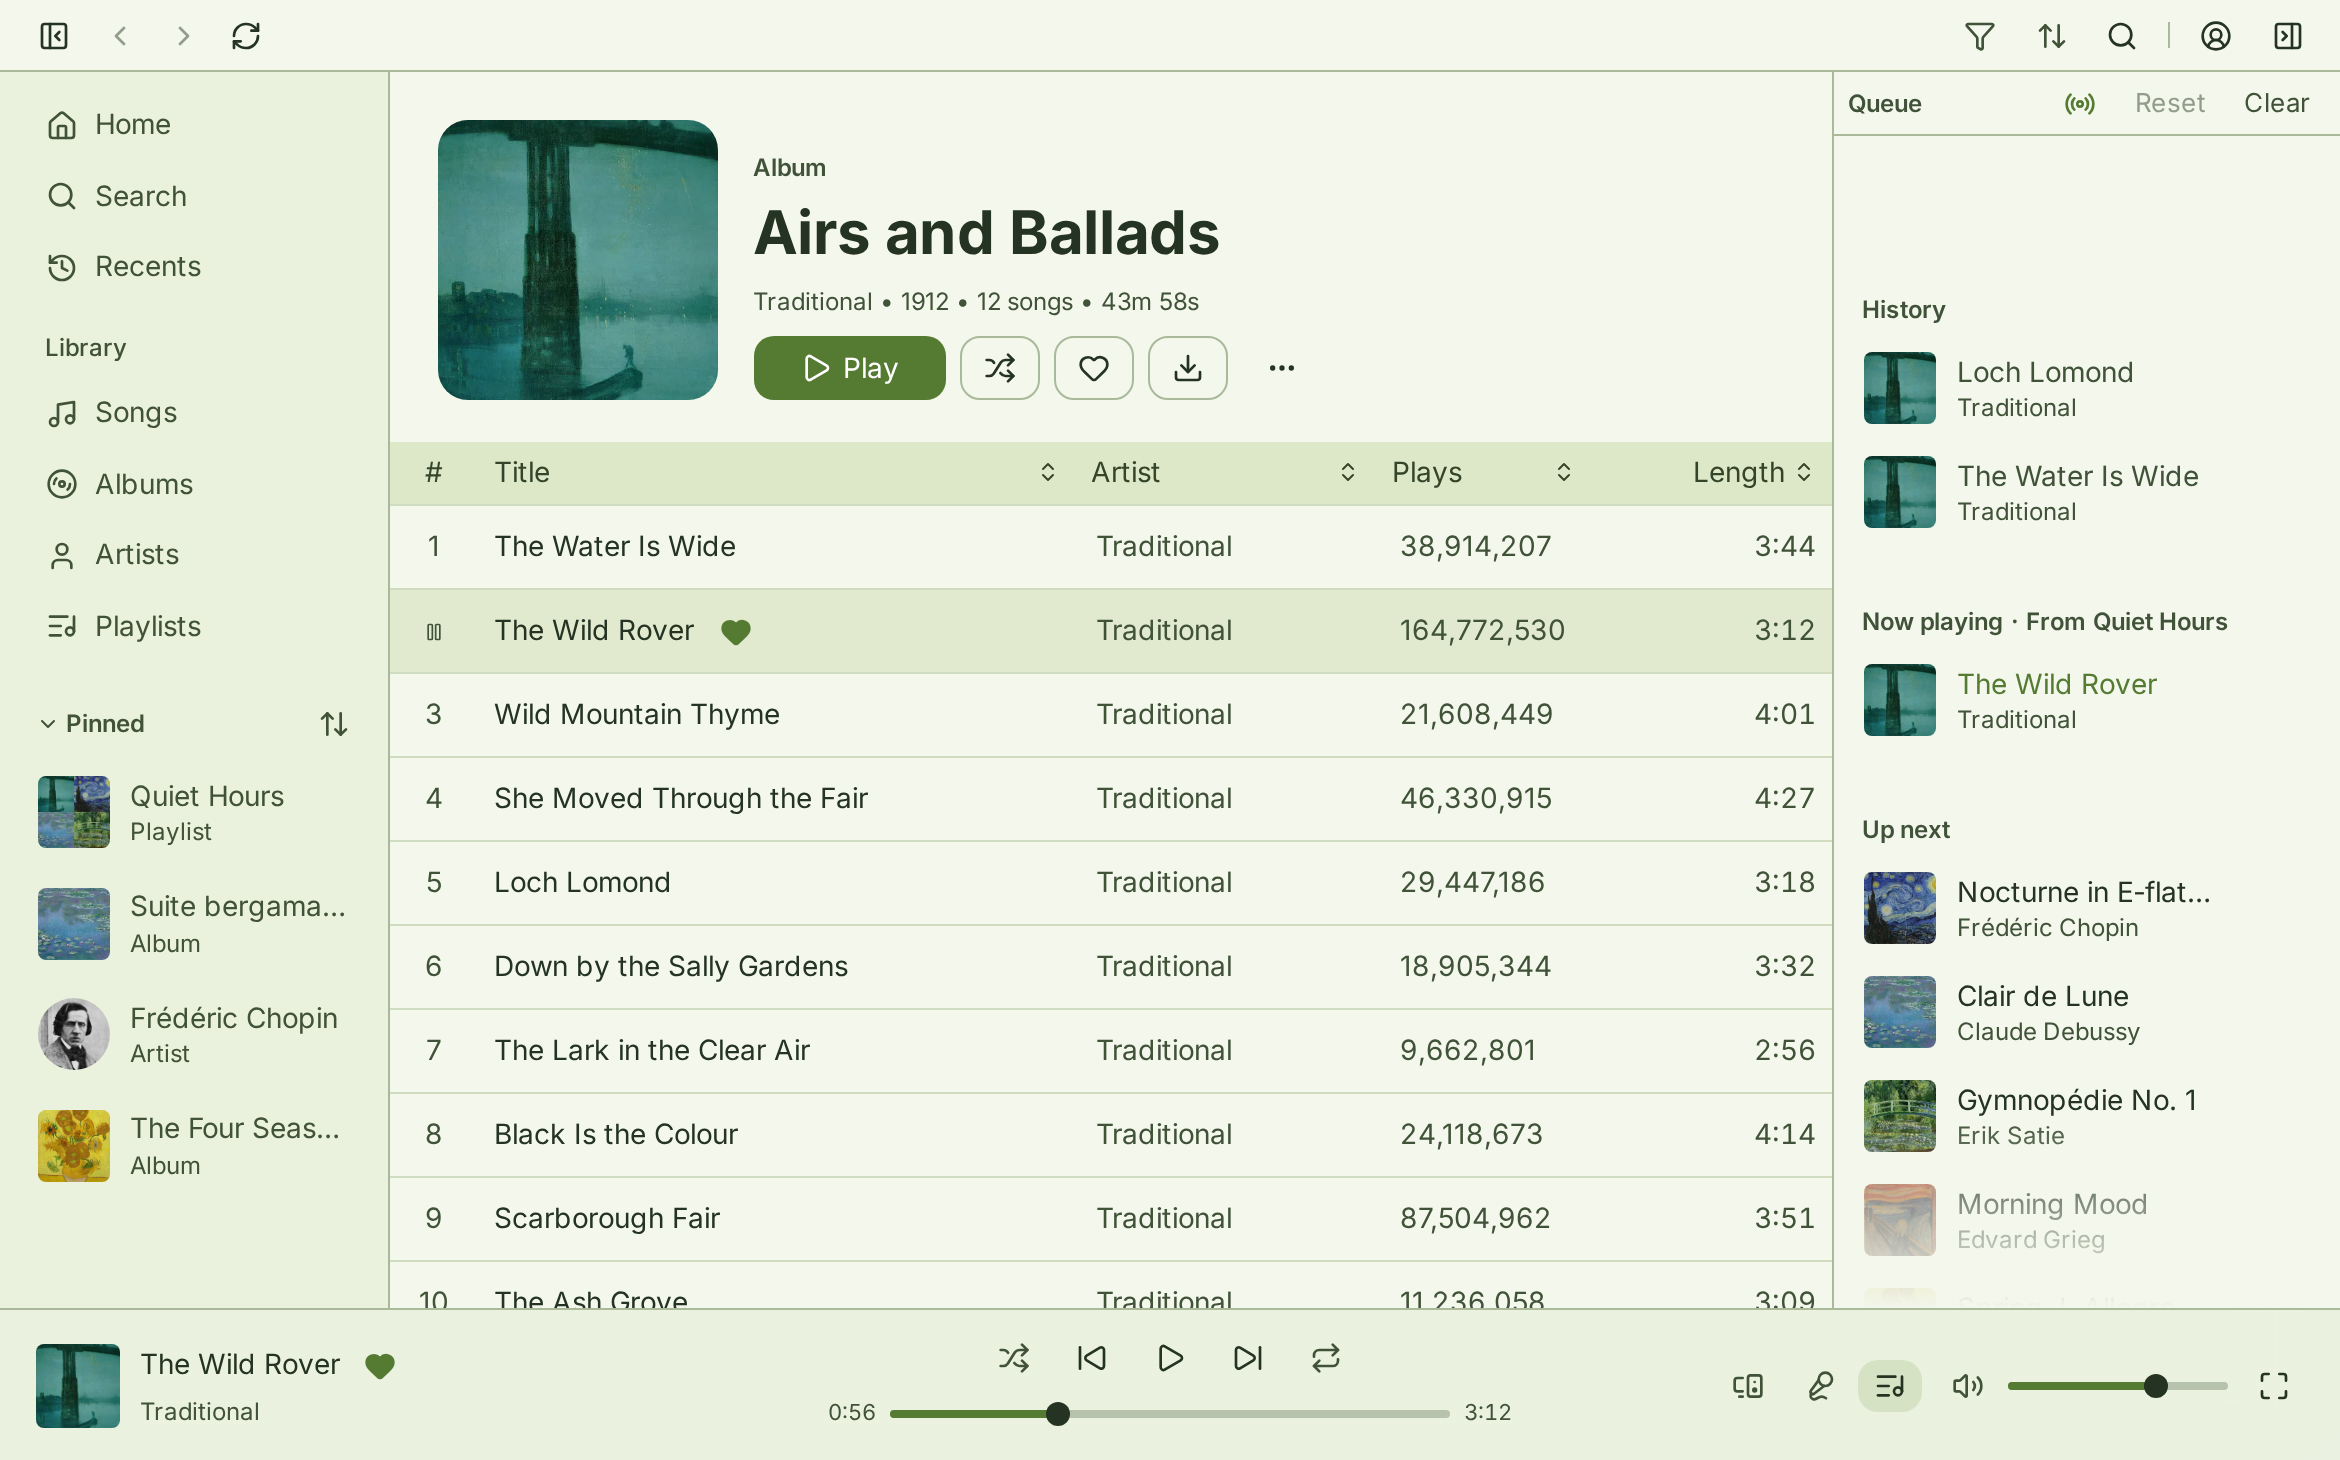 Home
Search
Recents
Library
Songs
Albums
Artists
Playlists
Pinned
Quiet Hours
Playlist
Suite bergama...
Album
Frédéric Chopin
Artist
The Four Seas...
Album
Album
Airs and Ballads
Traditional • 1912 • 12 songs • 43m 58s
Play
# Title Artist Plays Length
1 The Water Is Wide Traditional 38,914,207 3:44
The Wild Rover Traditional 164,772,530 3:12
3 Wild Mountain Thyme Traditional 21,608,449 4:01
4 She Moved Through the Fair Traditional 46,330,915 4:27
5 Loch Lomond Traditional 29,447,186 3:18
6 Down by the Sally Gardens Traditional 18,905,344 3:32
7 The Lark in the Clear Air Traditional 9,662,801 2:56
8 Black Is the Colour Traditional 24,118,673 4:14
9 Scarborough Fair Traditional 87,504,962 3:51
10 The Ash Grove Traditional 11,236,058 3:09
Queue Reset Clear
History
Loch Lomond
Traditional
The Water Is Wide
Traditional
Now playing · From Quiet Hours
The Wild Rover
Traditional
Up next
Nocturne in E-flat...
Frédéric Chopin
Clair de Lune
Claude Debussy
Gymnopédie No. 1
Erik Satie
Morning Mood
Edvard Grieg
The Wild Rover
Traditional
0:56 3:12